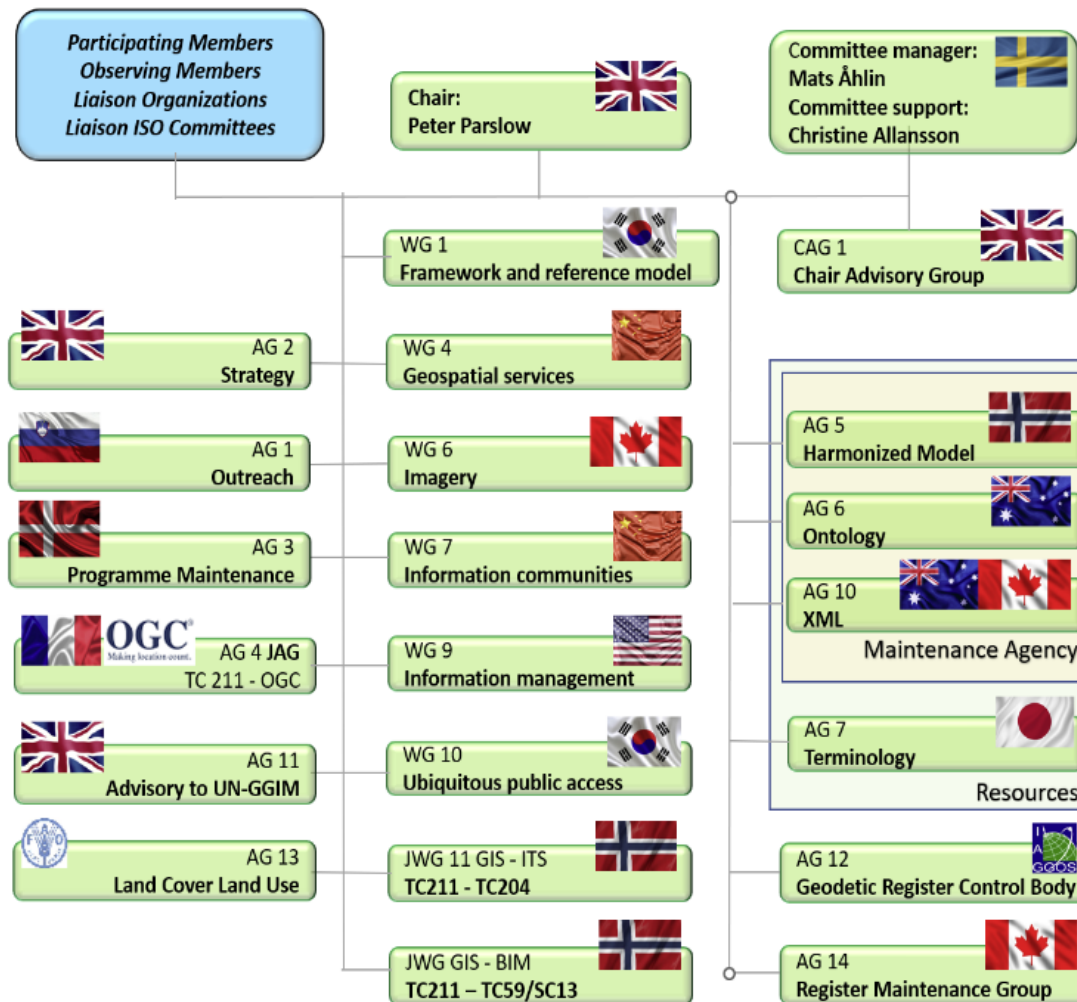 Participating Members
Observing Members
Liaison Organizations
Liaison ISO Committees
Chair:
Peter Parslow
Committee manager:
Mats Åhlin
Committee support:
Christine Allansson
WG 1
Framework and reference model
CAG 1
Chair Advisory Group
AG 2
Strategy
WG 4
Geospatial services
AG 1
Outreach
WG 6
Imagery
AG 3
Programme Maintenance
WG 7
Information communities
OGC®
Making location count.
AG 4 JAG
TC 211 - OGC
WG 9
Information management
AG 11
Advisory to UN-GGIM
WG 10
Ubiquitous public access
FAO
AG 13
Land Cover Land Use
JWG 11 GIS - ITS
TC211 - TC204
JWG GIS - BIM
TC211 – TC59/SC13
AG 5
Harmonized Model
AG 6
Ontology
AG 10
XML
Maintenance Agency
AG 7
Terminology
Resources
IAG
GGOS
AG 12
Geodetic Register Control Body
AG 14
Register Maintenance Group